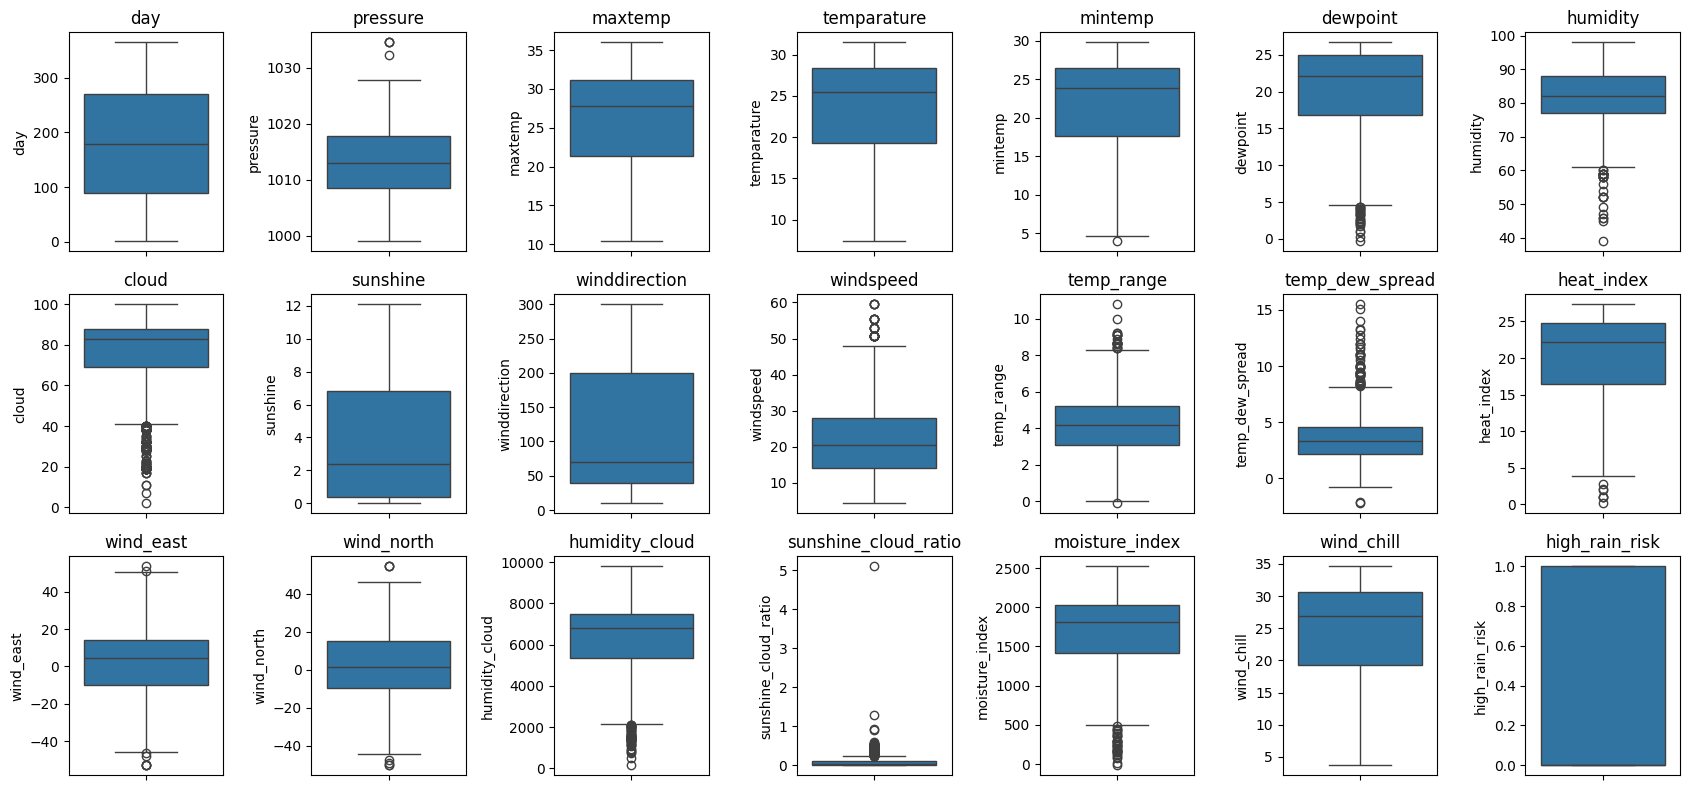 day
pressure
maxtemp
temparature
mintemp
dewpoint
humidity
day
300
200
100
0
pressure
1030
1020
1010
1000
maxtemp
35
30
25
20
15
10
temparature
30
25
20
15
10
mintemp
30
25
20
15
10
5
dewpoint
25
20
15
10
5
0
humidity
100
90
80
70
60
50
40
cloud
sunshine
winddirection
windspeed
temp_range
temp_dew_spread
heat_index
cloud
100
80
60
40
20
0
sunshine
12
10
8
6
4
2
0
winddirection
300
250
200
150
100
50
0
windspeed
60
50
40
30
20
10
temp_range
10
8
6
4
2
0
temp_dew_spread
15
10
5
0
heat_index
25
20
15
10
5
0
wind_east
wind_north
humidity_cloud
sunshine_cloud_ratio
moisture_index
wind_chill
high_rain_risk
wind_east
40
20
0
−20
−40
wind_north
40
20
0
−20
−40
humidity_cloud
10000
8000
6000
4000
2000
0
sunshine_cloud_ratio
5
4
3
2
1
0
moisture_index
2500
2000
1500
1000
500
0
wind_chill
35
30
25
20
15
10
5
high_rain_risk
1.0
0.8
0.6
0.4
0.2
0.0